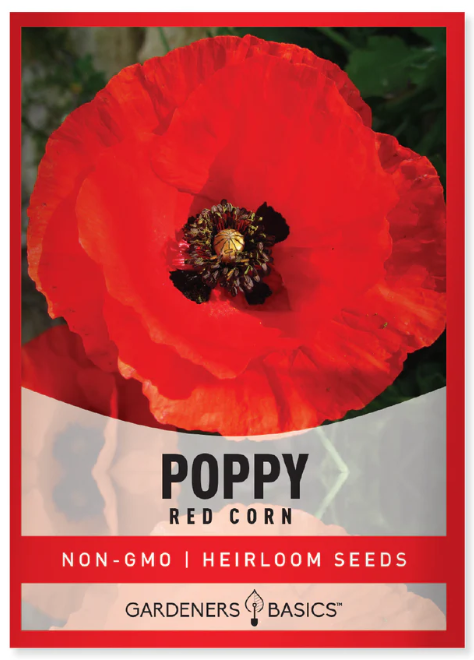 POPPY
RED CORN
NON-GMO | HEIRLOOM SEEDS
GARDENERS BASICS™